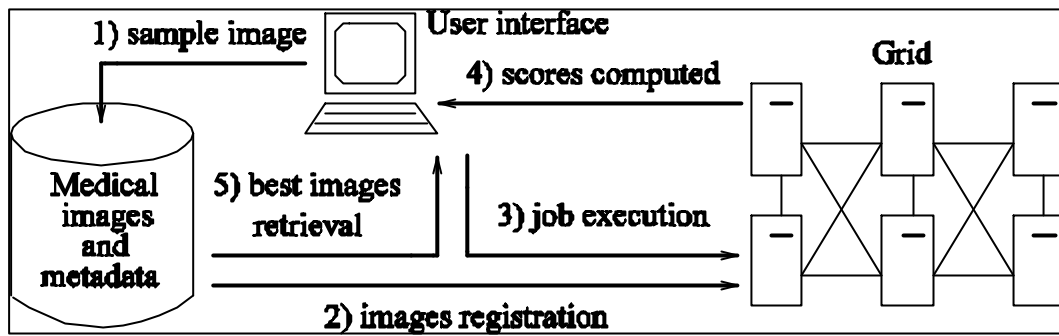 1) sample image
User interface
Grid
4) scores computed
Medical
images
and
metadata
5) best images
retrieval
3) job execution
2) images registration